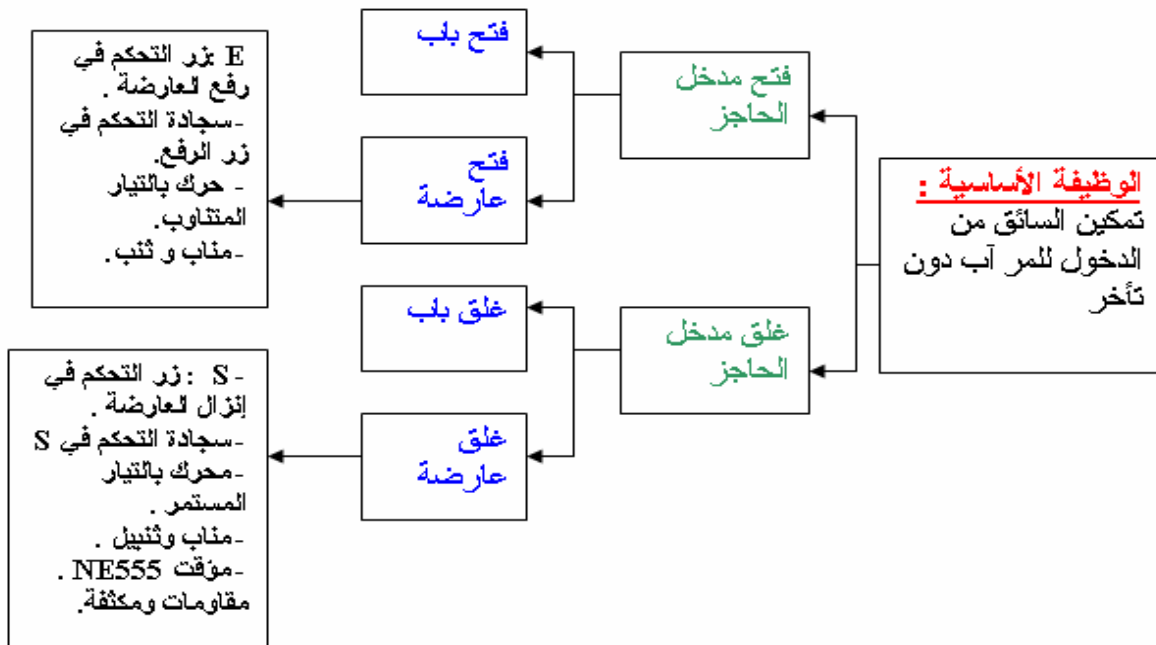 الوظيفة الأساسية :
تمكين السائق من
الدخول للمر آب دون
تأخر
فتح مدخل
الحاجز
غلق مدخل
الحاجز
فتح باب
فتح
عارضة
غلق باب
غلق
عارضة
E :زر التحكم في
رفع العارضة .
-سجادة التحكم في
زر الرفع.
- حرك بالتيار
المتناوب.
-مناب و ثنب.
-S : زر التحكم في
إنزال العارضة .
-سجادة التحكم في S
-محرك بالتيار
المستمر .
-مناب وثنبيل .
-مؤقت NE555 .
مقاومات ومكثفة.